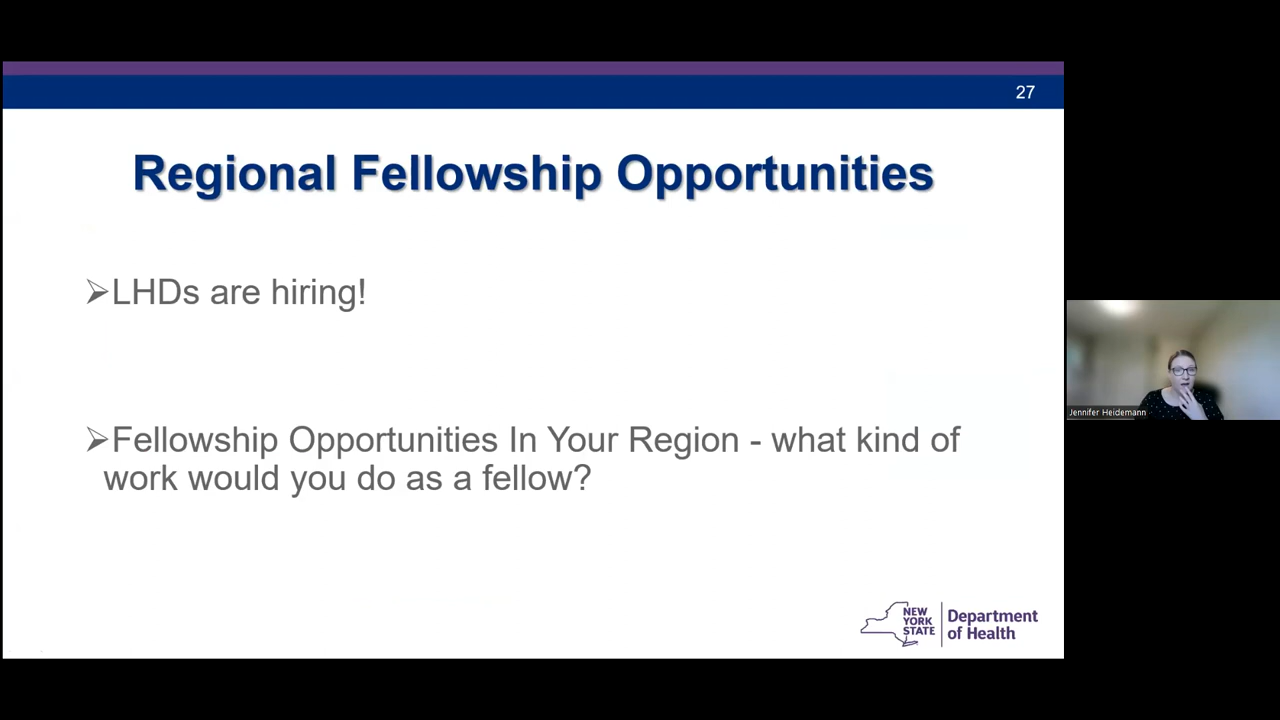 27
Regional Fellowship Opportunities
➢LHDs are hiring!
➢Fellowship Opportunities In Your Region - what kind of
work would you do as a fellow?
Jennifer Heidemann
NEW
YORK
STATE
Department
of Health